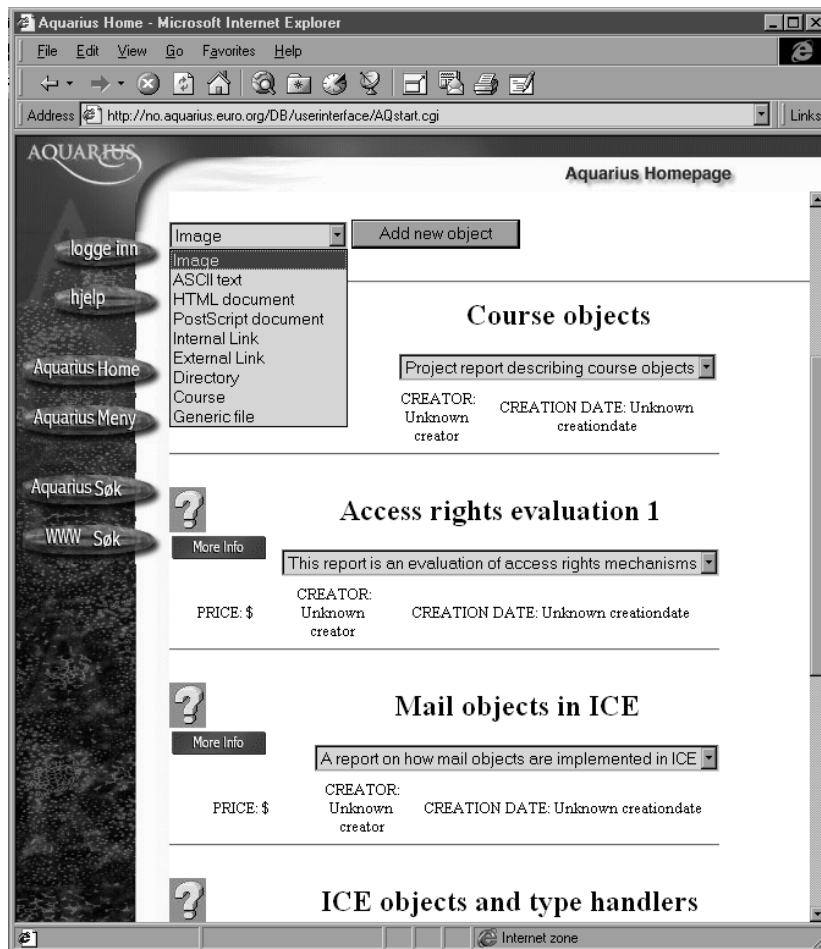 Aquarius Home - Microsoft Internet Explorer
File Edit View Go Favorites Help
Address http://no.aquarius.euro.org/DB/userinterface/AQstart.cgi Links
AQUARIUS
Aquarius Homepage
logge inn
hjelp
Aquarius Home
Aquarius Meny
Aquarius Søk
WWW Søk
Image Add new object
Image
ASCII text
HTML document
PostScript document
Internal Link
External Link
Directory
Course
Generic file
Course objects
Project report describing course objects
CREATOR:
Unknown
creator
CREATION DATE: Unknown
creationdate
Access rights evaluation 1
More Info
This report is an evaluation of access rights mechanisms
PRICE: $
CREATOR:
Unknown
creator
CREATION DATE: Unknown creationdate
Mail objects in ICE
More Info
A report on how mail objects are implemented in ICE
PRICE: $
CREATOR:
Unknown
creator
CREATION DATE: Unknown creationdate
ICE objects and type handlers
Internet zone